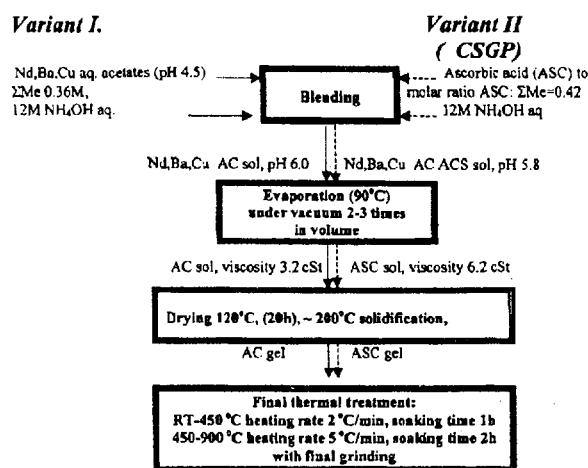 Variant I.
Variant II
( CSGP)
Nd,Ba,Cu aq. acetates (pH 4.5)
ΣMe 0.36M,
12M NH₄OH aq.
Blending
Ascorbic acid (ASC) to
molar ratio ASC: ΣMe=0.42
12M NH₄OH aq
Nd,Ba,Cu AC sol, pH 6.0
Nd,Ba,Cu AC ACS sol, pH 5.8
Evaporation (90°C)
under vacuum 2-3 times
in volume
AC sol, viscosity 3.2 cSt
ASC sol, viscosity 6.2 cSt
Drying 120°C, (20h), ~ 200°C solidification,
AC gel
ASC gel
Final thermal treatment:
RT-450 °C heating rate 2 °C/min, soaking time 1h
450-900 °C heating rate 5 °C/min, soaking time 2h
with final grinding